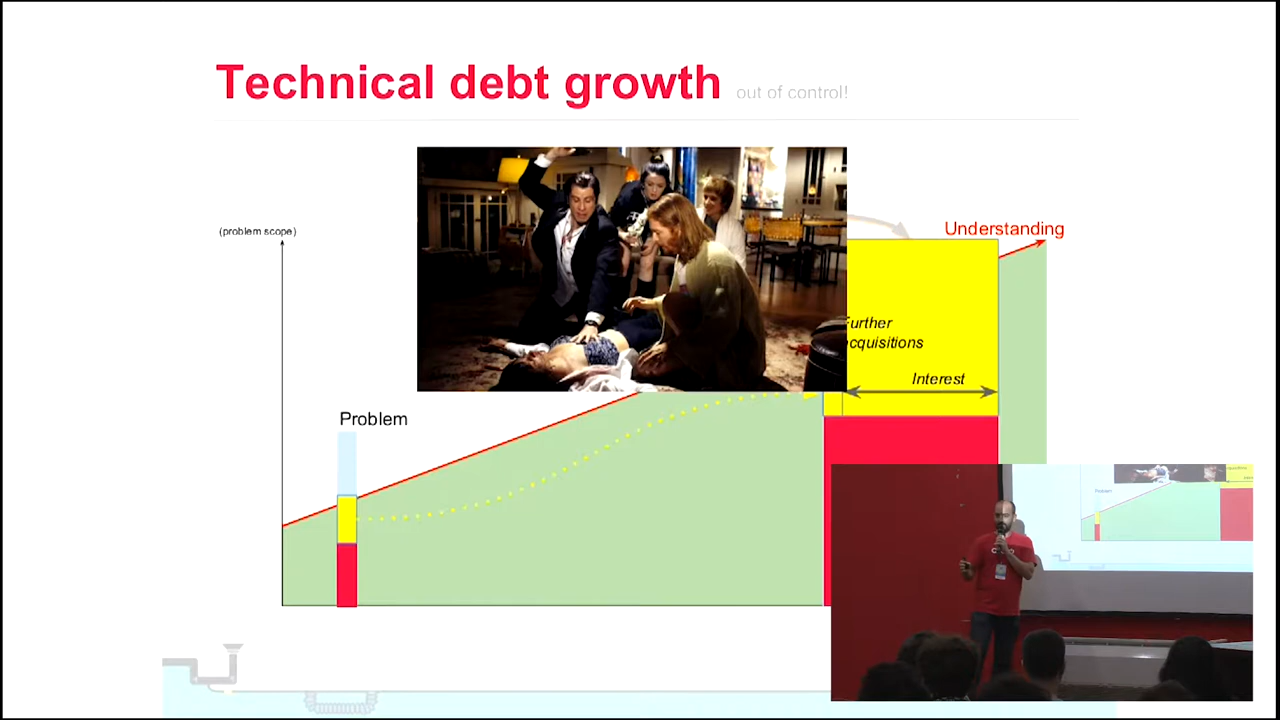 Technical debt growth out of control!
(problem scope)
Understanding
Further
acquisitions
Interest
Problem